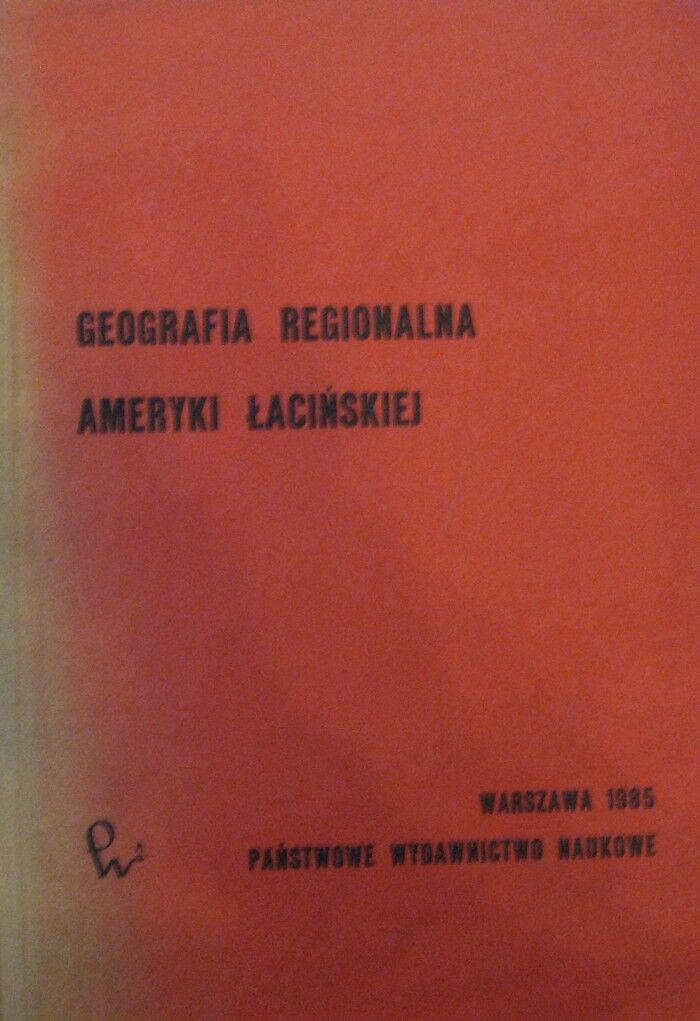 GEOGRAFIA REGIONALNA
AMERYKI ŁACIŃSKIEJ
WARSZAWA 1985
PAŃSTWOWE WYDAWNICTWO NAUKOWE